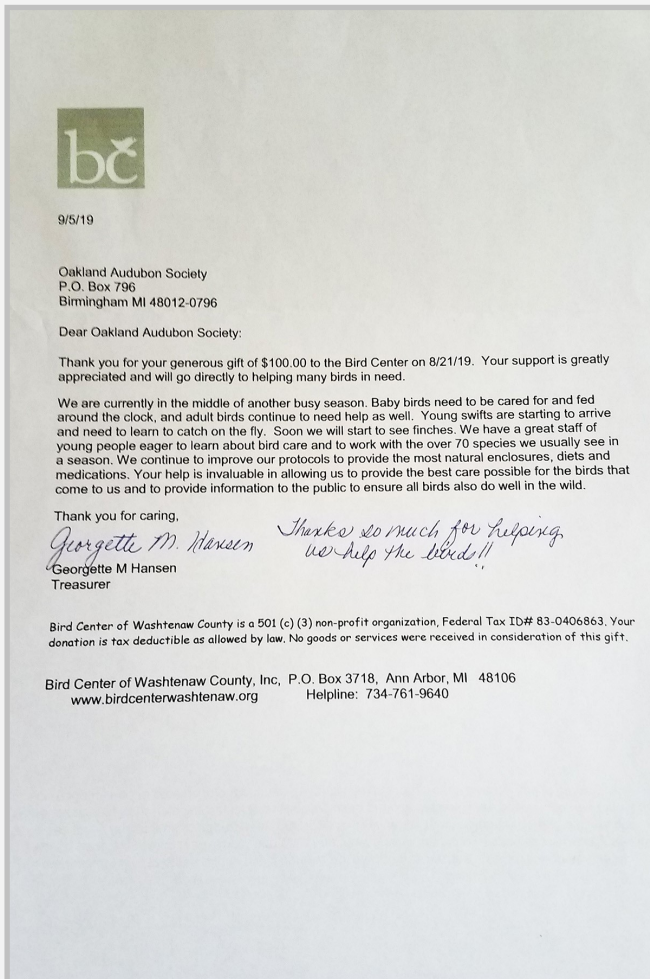 bc
9/5/19
Oakland Audubon Society
P.O. Box 796
Birmingham MI 48012-0796
Dear Oakland Audubon Society:
Thank you for your generous gift of $100.00 to the Bird Center on 8/21/19.  Your support is greatly
appreciated and will go directly to helping many birds in need.
We are currently in the middle of another busy season. Baby birds need to be cared for and fed
around the clock, and adult birds continue to need help as well.  Young swifts are starting to arrive
and need to learn to catch on the fly.  Soon we will start to see finches. We have a great staff of
young people eager to learn about bird care and to work with the over 70 species we usually see in
a season. We continue to improve our protocols to provide the most natural enclosures, diets and
medications. Your help is invaluable in allowing us to provide the best care possible for the birds that
come to us and to provide information to the public to ensure all birds also do well in the wild.
Thank you for caring,
Georgette M. Hansen
Thanks so much for helping
us help the birds!!
Georgette M Hansen
Treasurer
Bird Center of Washtenaw County is a 501 (c) (3) non-profit organization, Federal Tax ID# 83-0406863. Your
donation is tax deductible as allowed by law. No goods or services were received in consideration of this gift.
Bird Center of Washtenaw County, Inc,  P.O. Box 3718,  Ann Arbor, MI  48106
www.birdcenterwashtenaw.org Helpline:  734-761-9640